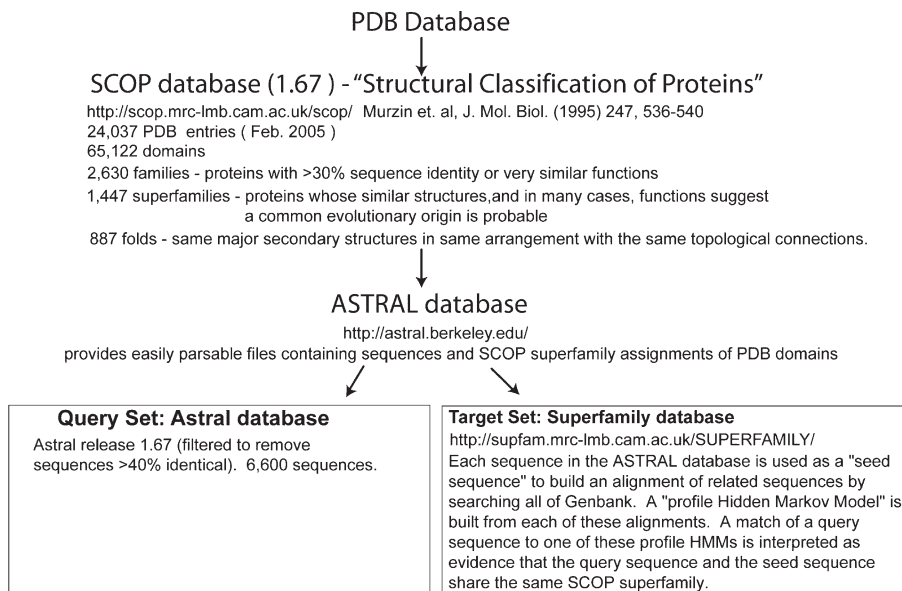 PDB Database
SCOP database (1.67 ) - “Structural Classification of Proteins”
http://scop.mrc-lmb.cam.ac.uk/scop/ Murzin et. al, J. Mol. Biol. (1995) 247, 536-540
24,037 PDB entries ( Feb. 2005 )
65,122 domains
2,630 families - proteins with >30% sequence identity or very similar functions
1,447 superfamilies - proteins whose similar structures,and in many cases, functions suggest
a common evolutionary origin is probable
887 folds - same major secondary structures in same arrangement with the same topological connections.
ASTRAL database
http://astral.berkeley.edu/
provides easily parsable files containing sequences and SCOP superfamily assignments of PDB domains
Query Set: Astral database
Astral release 1.67 (filtered to remove
sequences >40% identical). 6,600 sequences.
Target Set: Superfamily database
http://supfam.mrc-lmb.cam.ac.uk/SUPERFAMILY/
Each sequence in the ASTRAL database is used as a "seed
sequence" to build an alignment of related sequences by
searching all of Genbank. A "profile Hidden Markov Model" is
built from each of these alignments. A match of a query
sequence to one of these profile HMMs is interpreted as
evidence that the query sequence and the seed sequence
share the same SCOP superfamily.